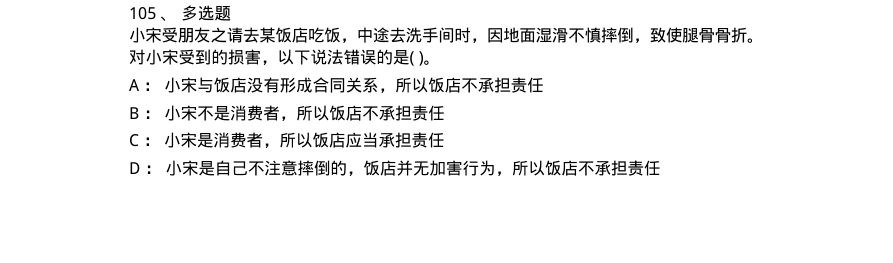 105 、 多选题
小宋受朋友之请去某饭店吃饭，中途去洗手间时，因地面湿滑不慎摔倒，致使腿骨骨折。
对小宋受到的损害，以下说法错误的是( )。
A ： 小宋与饭店没有形成合同关系，所以饭店不承担责任
B ： 小宋不是消费者，所以饭店不承担责任
C ： 小宋是消费者，所以饭店应当承担责任
D ： 小宋是自己不注意摔倒的，饭店并无加害行为，所以饭店不承担责任